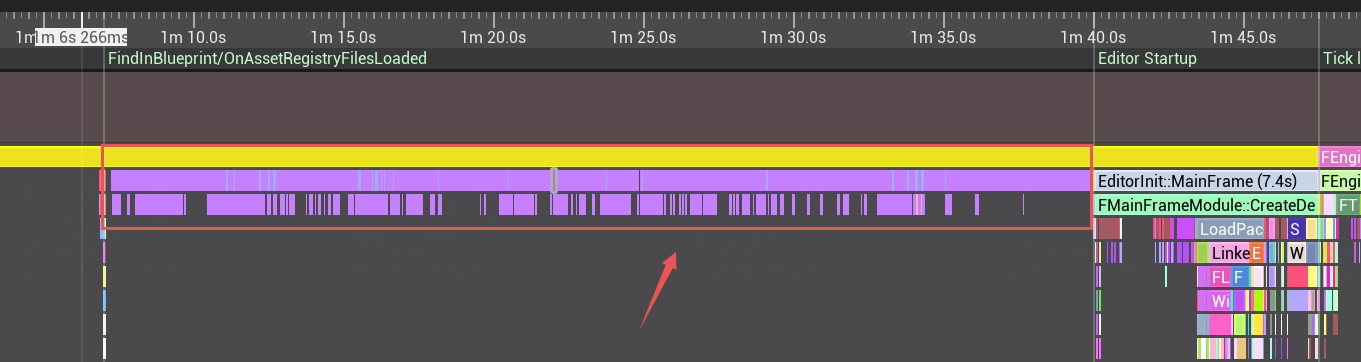 1m 1m 6s 266ms 1m 10.0s 1m 15.0s 1m 20.0s 1m 25.0s 1m 30.0s 1m 35.0s 1m 40.0s 1m 45.0s
FindInBlueprint/OnAssetRegistryFilesLoaded Editor Startup Tick l
FEngi
EditorInit::MainFrame (7.4s) FEngi
FMainFrameModule::CreateDe FT
LoadPac S
Linke E W
FL F
Wi